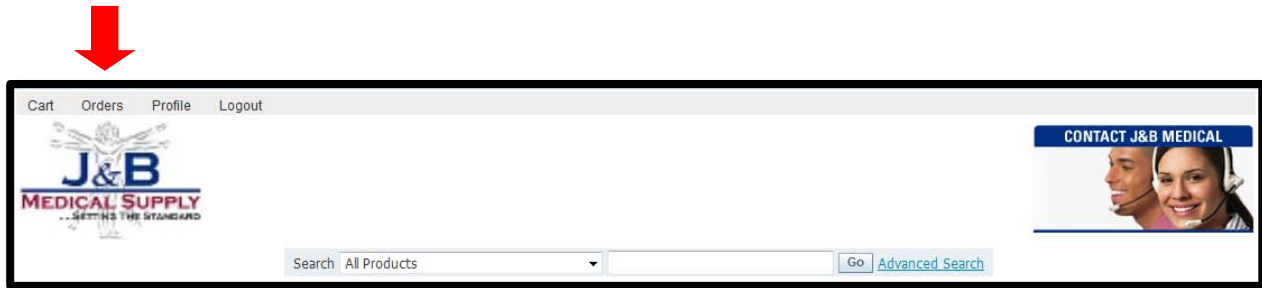 Cart Orders Profile Logout
J&B
MEDICAL SUPPLY
...SETTING THE STANDARD
CONTACT J&B MEDICAL
Search All Products Go Advanced Search